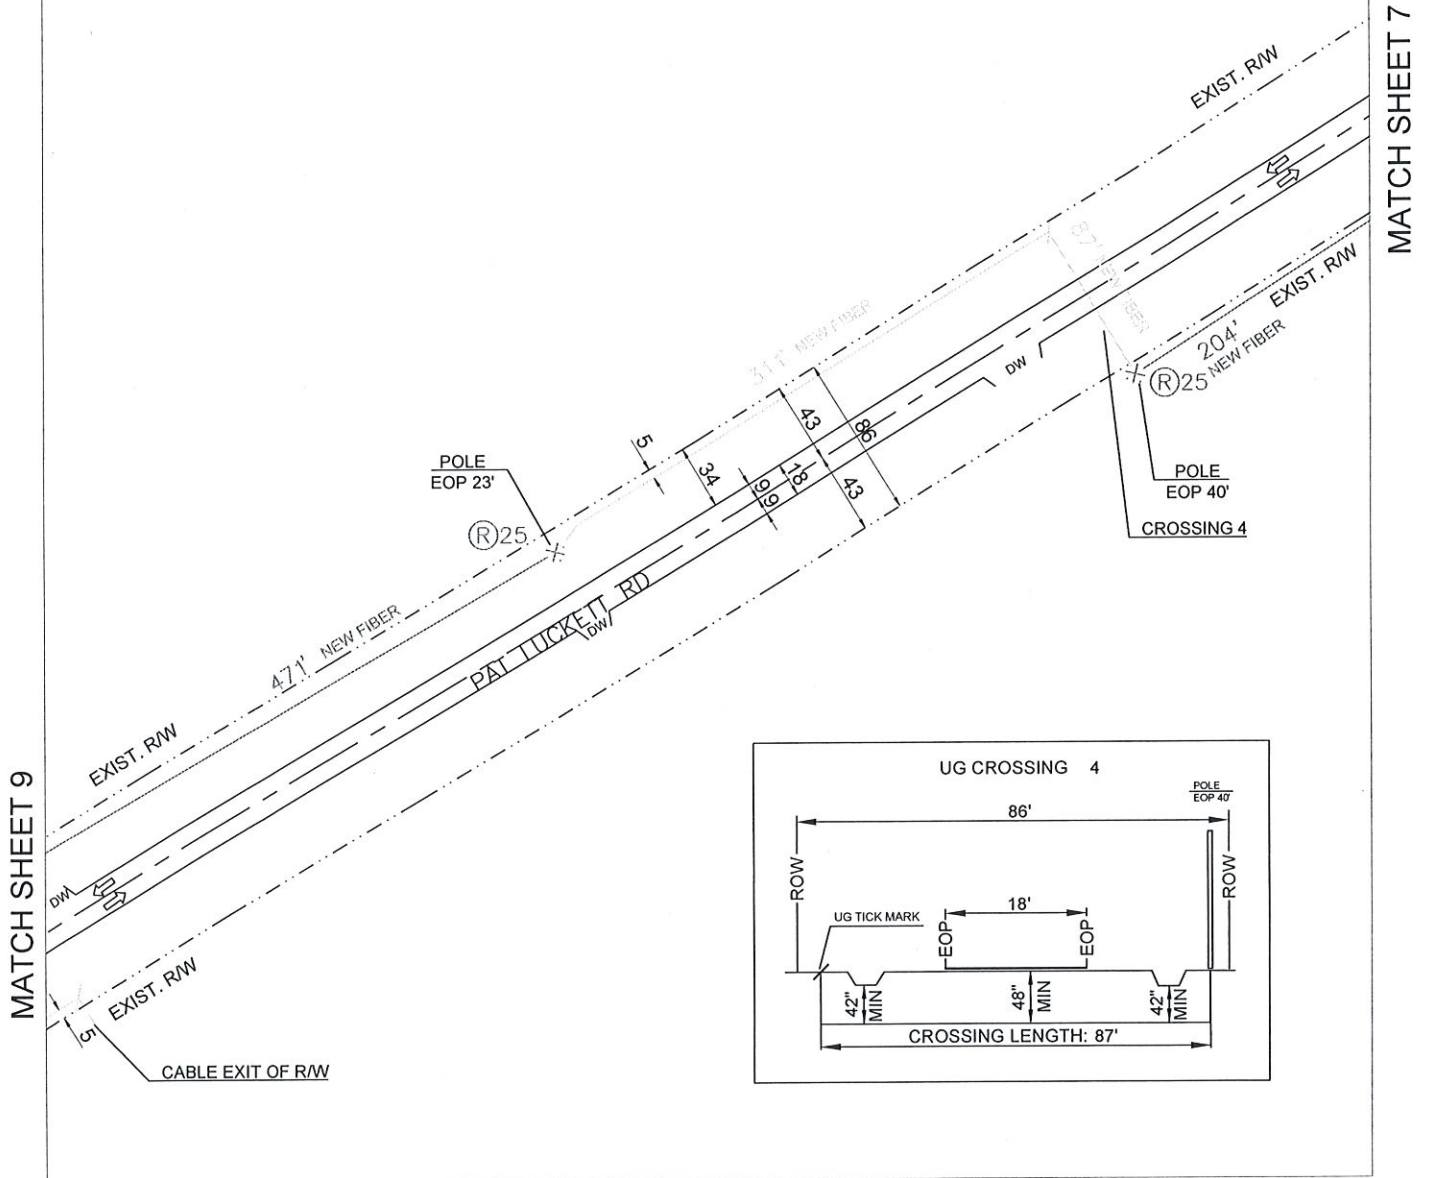 MATCH SHEET 7
EXIST. R/W
87' NEW FIBER
EXIST. R/W
204'
NEW FIBER
311' NEW FIBER
DW
R 25
43
86
5
34
18
9
9
43
POLE
EOP 23'
POLE
EOP 40'
R 25
CROSSING 4
PAT LUCKETT RD
DW
471' NEW FIBER
EXIST. R/W
MATCH SHEET 9
DW
EXIST. R/W
5
CABLE EXIT OF R/W
UG CROSSING 4
POLE
EOP 40'
86'
ROW
ROW
18'
UG TICK MARK
EOP
EOP
42" MIN
48" MIN
42" MIN
CROSSING LENGTH: 87'